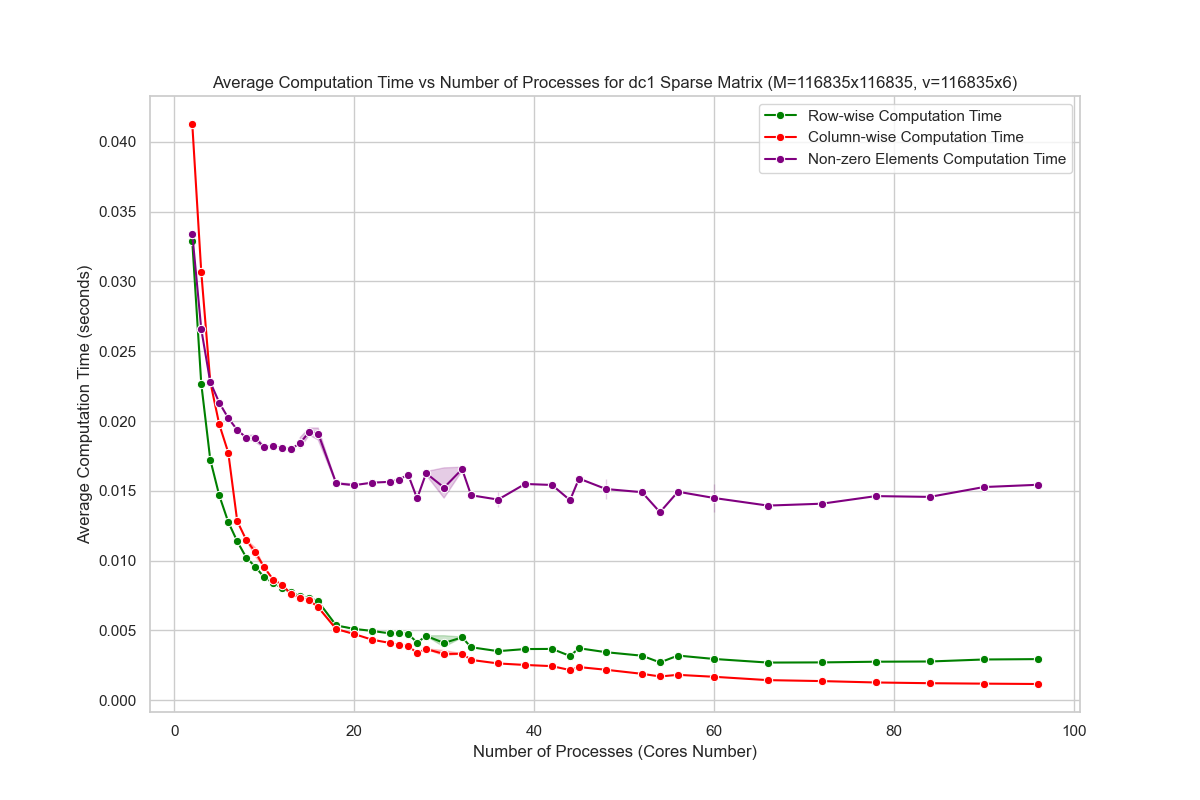 Average Computation Time vs Number of Processes for dc1 Sparse Matrix (M=116835x116835, v=116835x6)
Row-wise Computation Time
Column-wise Computation Time
Non-zero Elements Computation Time
Average Computation Time (seconds)
0.040
0.035
0.030
0.025
0.020
0.015
0.010
0.005
0.000
0 20 40 60 80 100
Number of Processes (Cores Number)